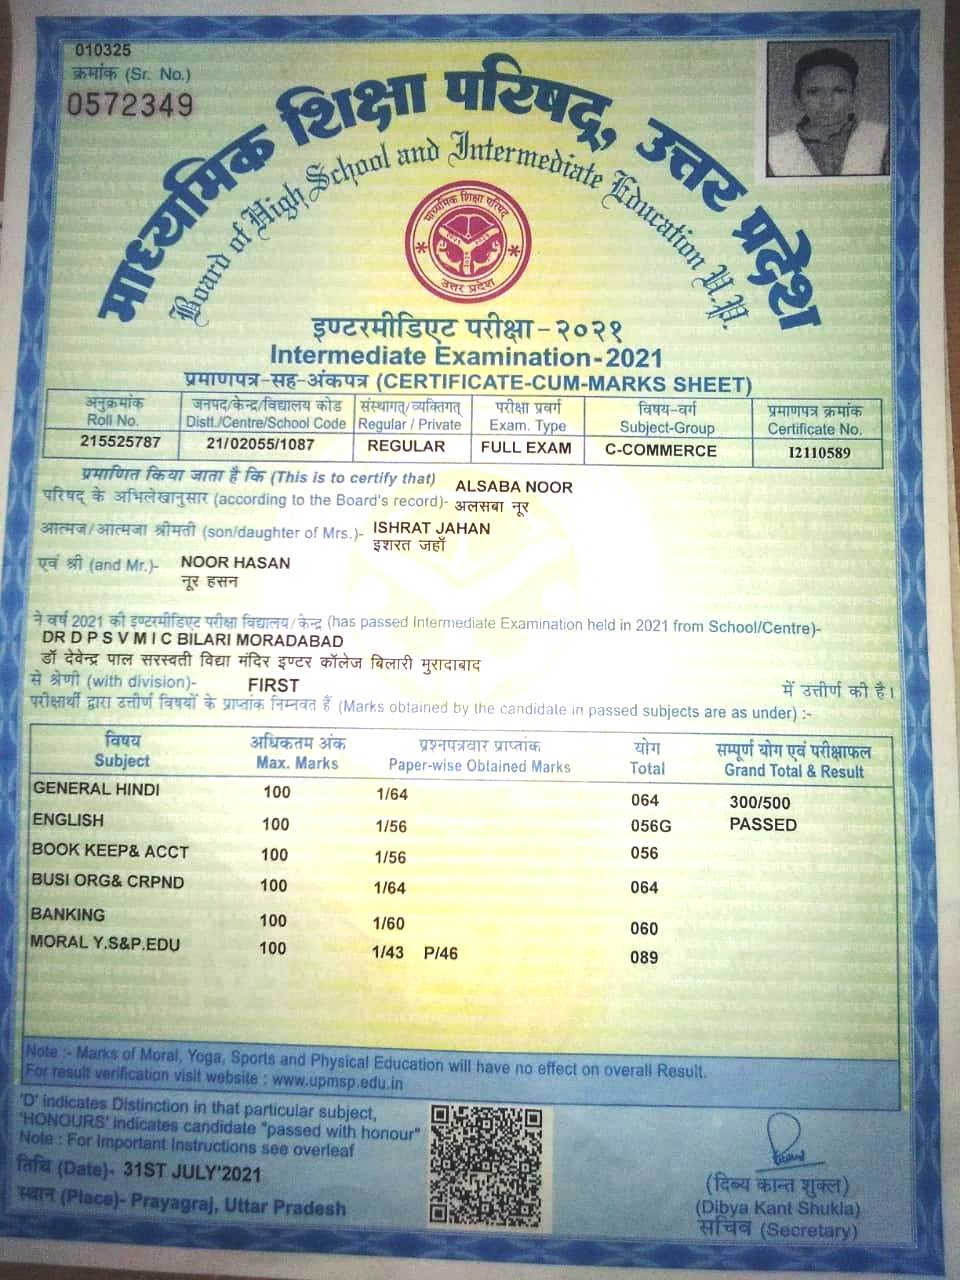 010325
क्रमांक (Sr. No.)
0572349
माध्यमिक शिक्षा परिषद्, उत्तर प्रदेश
Board of High School and Intermediate Education U.P.
माध्यमिक शिक्षा परिषद्
उत्तर प्रदेश
इण्टरमीडिएट परीक्षा - २०२१
Intermediate Examination - 2021
प्रमाणपत्र-सह-अंकपत्र (CERTIFICATE-CUM-MARKS SHEET)
अनुक्रमांक जनपद/केन्द्र/विद्यालय कोड संस्थागत/व्यक्तिगत परीक्षा प्रवर्ग विषय-वर्ग प्रमाणपत्र क्रमांक
Roll No. Distt./Centre/School Code Regular / Private Exam. Type Subject-Group Certificate No.
215525787 21/02055/1087 REGULAR FULL EXAM C-COMMERCE I2110589
प्रमाणित किया जाता है कि (This is to certify that) ALSABA NOOR
परिषद् के अभिलेखानुसार (according to the Board's record)- अलसबा नूर
आत्मज/आत्मजा श्रीमती (son/daughter of Mrs.)- ISHRAT JAHAN
इशरत जहाँ
एवं श्री (and Mr.)- NOOR HASAN
नूर हसन
ने वर्ष 2021 की इण्टरमीडिएट परीक्षा विद्यालय/केन्द्र (has passed Intermediate Examination held in 2021 from School/Centre)-
DR D P S V M I C BILARI MORADABAD
डॉ देवेन्द्र पाल सरस्वती विद्या मंदिर इण्टर कॉलेज बिलारी मुरादाबाद
से श्रेणी (with division)- FIRST में उत्तीर्ण की है।
परीक्षार्थी द्वारा उत्तीर्ण विषयों के प्राप्तांक निम्नवत हैं (Marks obtained by the candidate in passed subjects are as under) :-
विषय अधिकतम अंक प्रश्नपत्रवार प्राप्तांक योग सम्पूर्ण योग एवं परीक्षाफल
Subject Max. Marks Paper-wise Obtained Marks Total Grand Total & Result
GENERAL HINDI 100 1/64 064 300/500
ENGLISH 100 1/56 056G PASSED
BOOK KEEP& ACCT 100 1/56 056
BUSI ORG& CRPND 100 1/64 064
BANKING 100 1/60 060
MORAL Y.S&P.EDU 100 1/43 P/46 089
Note :- Marks of Moral, Yoga, Sports and Physical Education will have no effect on overall Result.
For result verification visit website : www.upmsp.edu.in
'D' indicates Distinction in that particular subject,
'HONOURS' indicates candidate "passed with honour"
Note : For Important Instructions see overleaf
तिथि (Date)- 31ST JULY'2021
स्थान (Place)- Prayagraj, Uttar Pradesh
(दिब्य कान्त शुक्ल)
(Dibya Kant Shukla)
सचिव (Secretary)